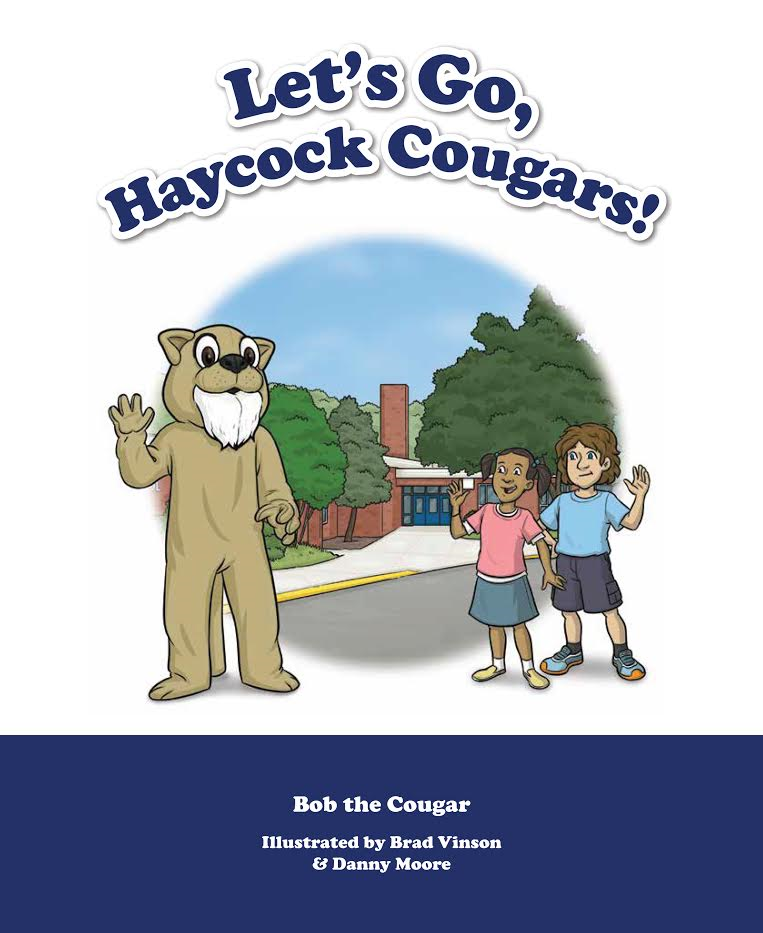 Let's Go,
Haycock Cougars!
Bob the Cougar
Illustrated by Brad Vinson
& Danny Moore